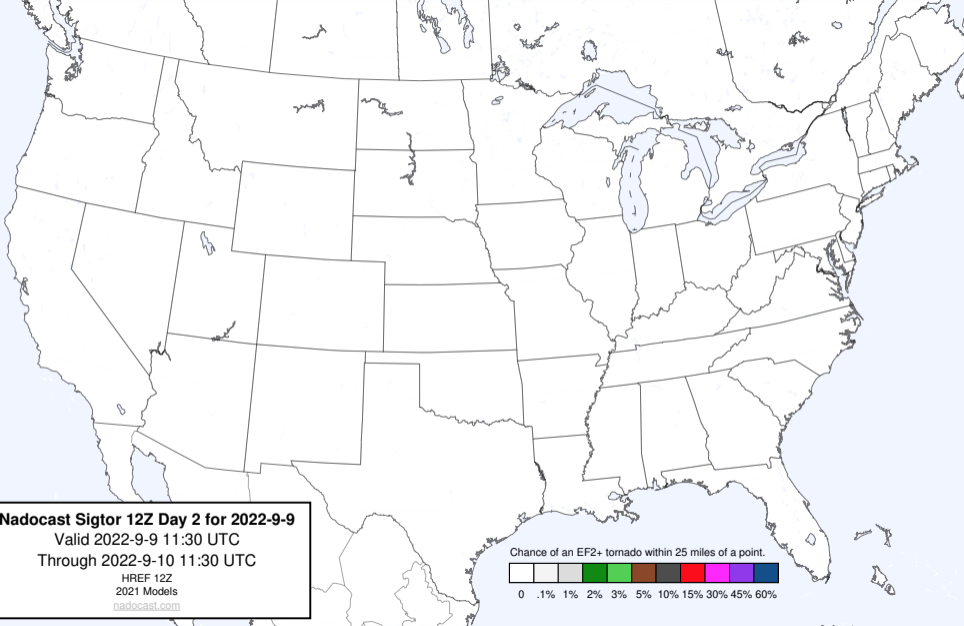 Nadocast Sigtor 12Z Day 2 for 2022-9-9
Valid 2022-9-9 11:30 UTC
Through 2022-9-10 11:30 UTC
HREF 12Z
2021 Models
nadocast.com
Chance of an EF2+ tornado within 25 miles of a point.
0 .1% 1% 2% 3% 5% 10% 15% 30% 45% 60%